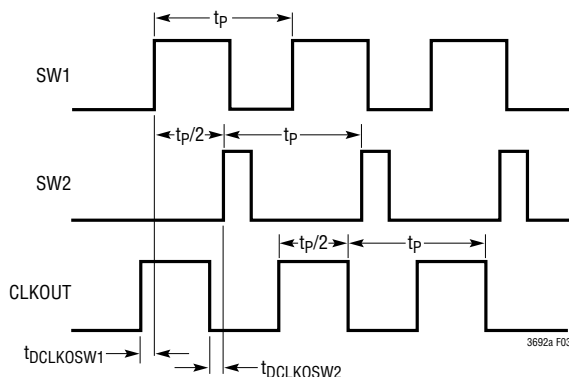 tP
SW1
tP/2
tP
SW2
tP/2
tP
CLKOUT
3692a F03
tDCLKOSW1
tDCLKOSW2